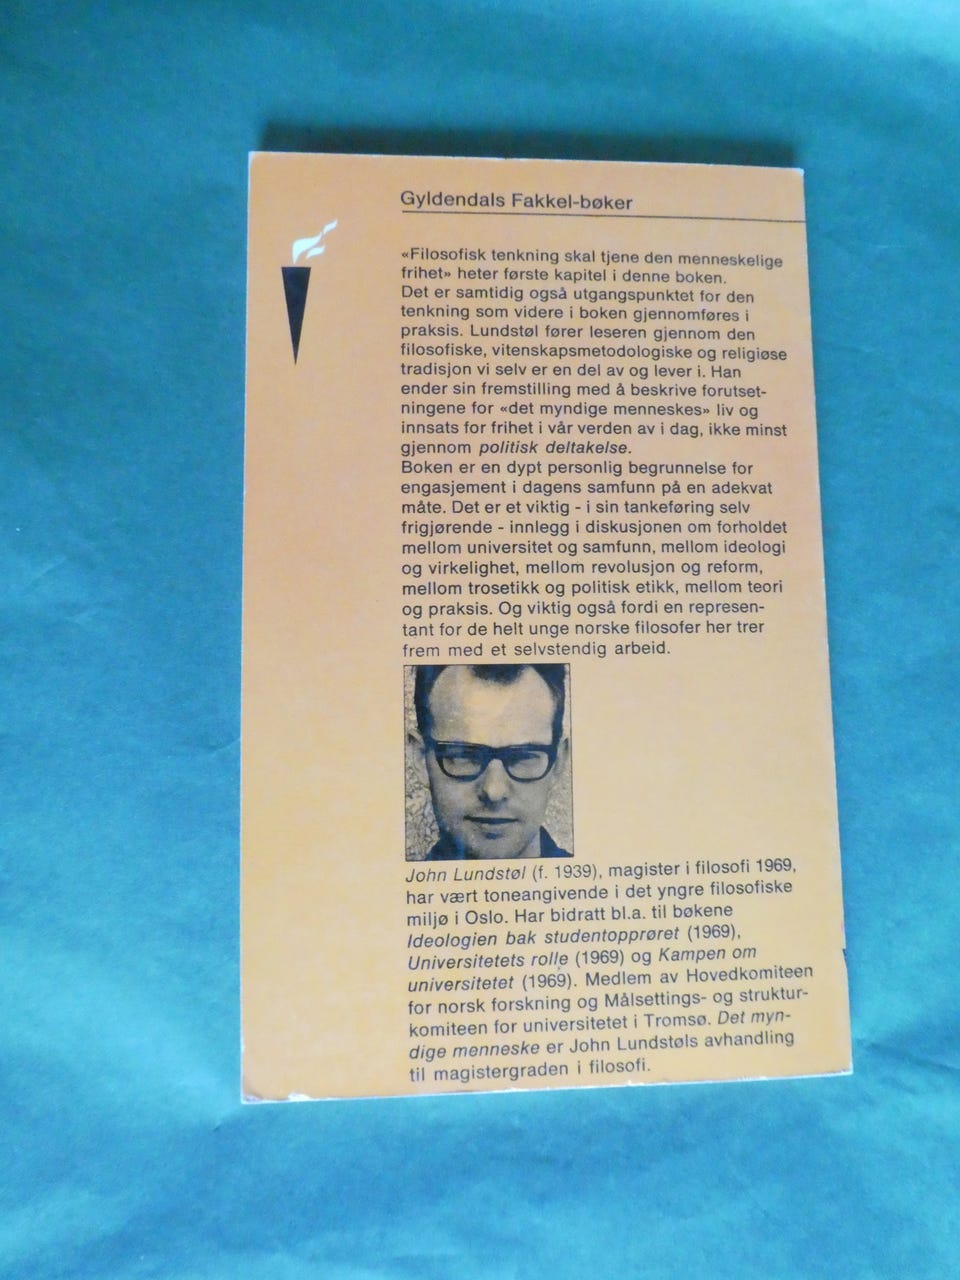 Gyldendals Fakkel-bøker
«Filosofisk tenkning skal tjene den menneskelige
frihet» heter første kapitel i denne boken.
Det er samtidig også utgangspunktet for den
tenkning som videre i boken gjennomføres i
praksis. Lundstøl fører leseren gjennom den
filosofiske, vitenskapsmetodologiske og religiøse
tradisjon vi selv er en del av og lever i. Han
ender sin fremstilling med å beskrive forutset-
ningene for «det myndige menneskes» liv og
innsats for frihet i vår verden av i dag, ikke minst
gjennom politisk deltakelse.
Boken er en dypt personlig begrunnelse for
engasjement i dagens samfunn på en adekvat
måte. Det er et viktig - i sin tankeføring selv
frigjørende - innlegg i diskusjonen om forholdet
mellom universitet og samfunn, mellom ideologi
og virkelighet, mellom revolusjon og reform,
mellom trosetikk og politisk etikk, mellom teori
og praksis. Og viktig også fordi en represen-
tant for de helt unge norske filosofer her trer
frem med et selvstendig arbeid.
John Lundstøl (f. 1939), magister i filosofi 1969,
har vært toneangivende i det yngre filosofiske
miljø i Oslo. Har bidratt bl.a. til bøkene
Ideologien bak studentopprøret (1969),
Universitetets rolle (1969) og Kampen om
universitetet (1969). Medlem av Hovedkomiteen
for norsk forskning og Målsettings- og struktur-
komiteen for universitetet i Tromsø. Det myn-
dige menneske er John Lundstøls avhandling
til magistergraden i filosofi.